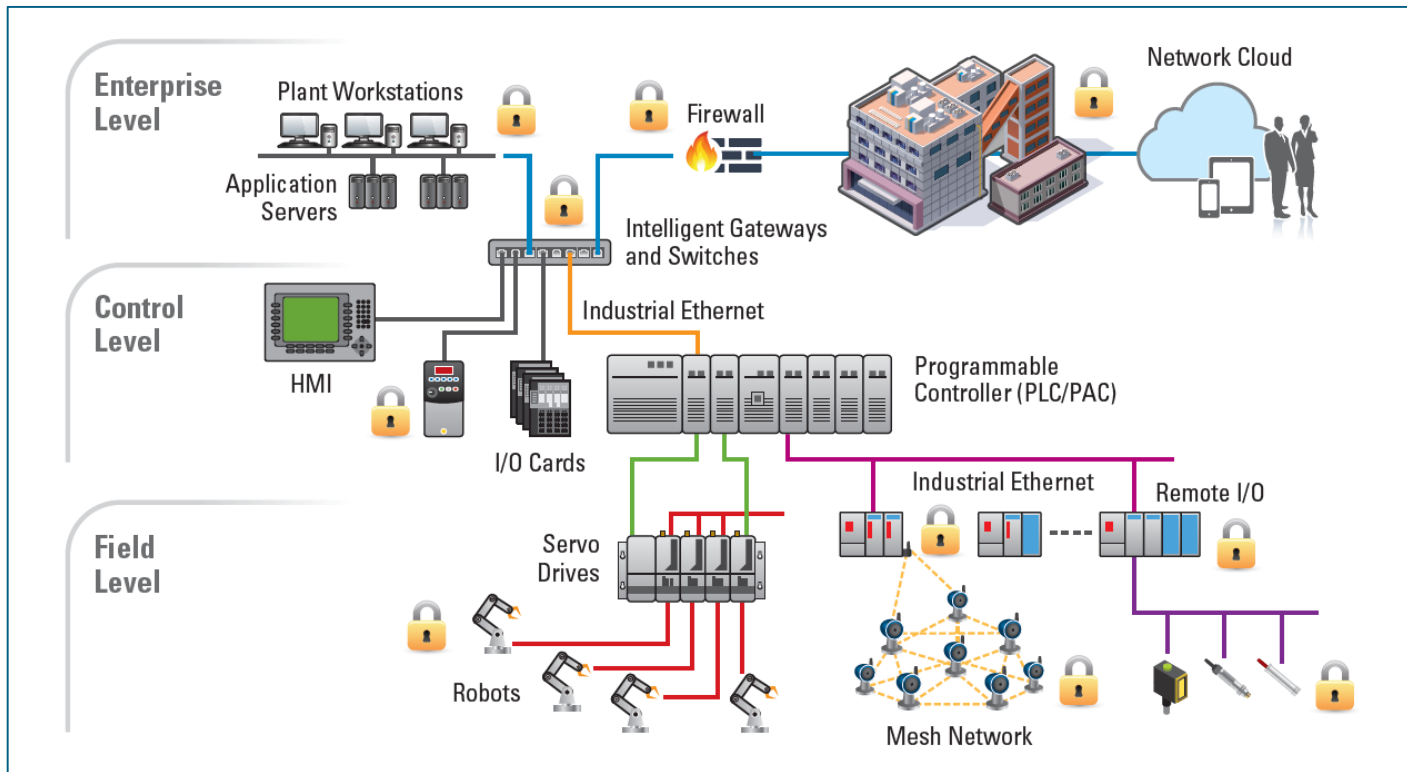 Enterprise
Level
Plant Workstations
Application
Servers
Firewall
Network Cloud
Intelligent Gateways
and Switches
Control
Level
HMI
Industrial Ethernet
I/O Cards
Programmable
Controller (PLC/PAC)
Field
Level
Servo
Drives
Robots
Industrial Ethernet
Remote I/O
Mesh Network